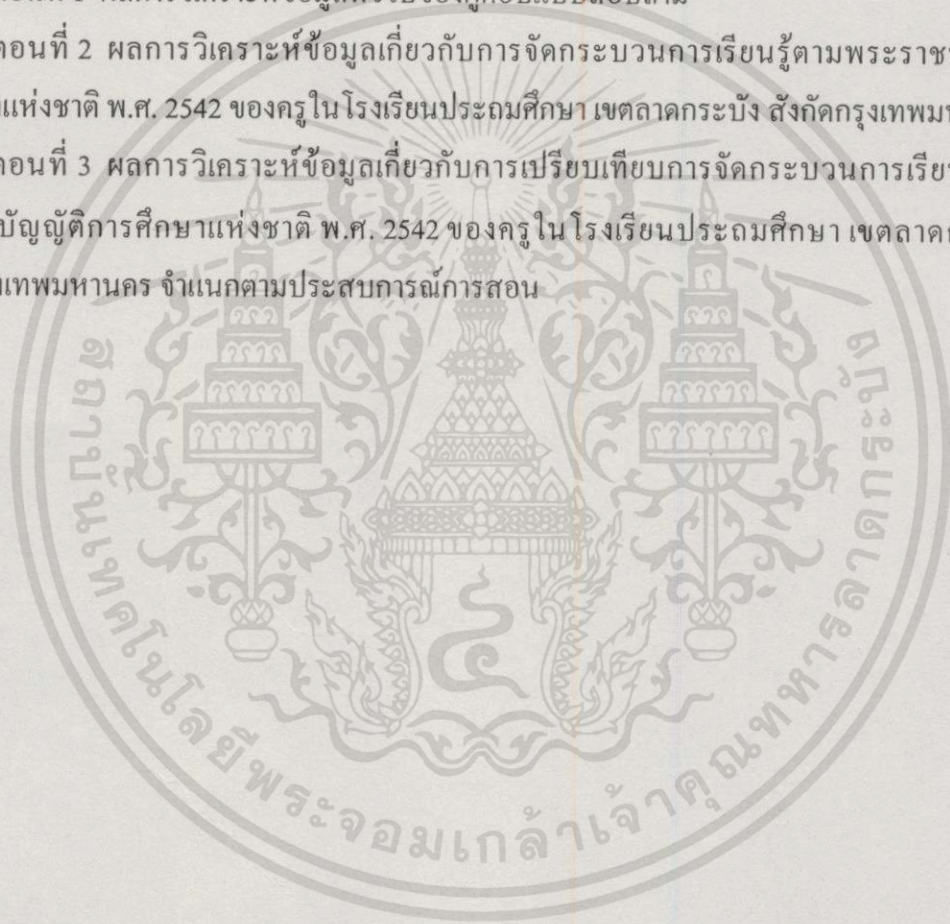 ตอนที่ 2 ผลการวิเคราะห์ข้อมูลเกี่ยวกับการจัดกระบวนการเรียนรู้ตามพระราช
แห่งชาติ พ.ศ. 2542 ของครูในโรงเรียนประถมศึกษา เขตลาดกระบัง สังกัดกรุงเทพม
ตอนที่ 3 ผลการวิเคราะห์ข้อมูลเกี่ยวกับการเปรียบเทียบการจัดกระบวนการเรีย
บัญญัติการศึกษาแห่งชาติ พ.ศ. 2542 ของครูในโรงเรียนประถมศึกษา เขตลาด
เทพมหานคร จำแนกตามประสบการณ์การสอน
สถาบันเทคโนโลยีพระจอมเกล้าเจ้าคุณทหารลาดกระบัง
๔